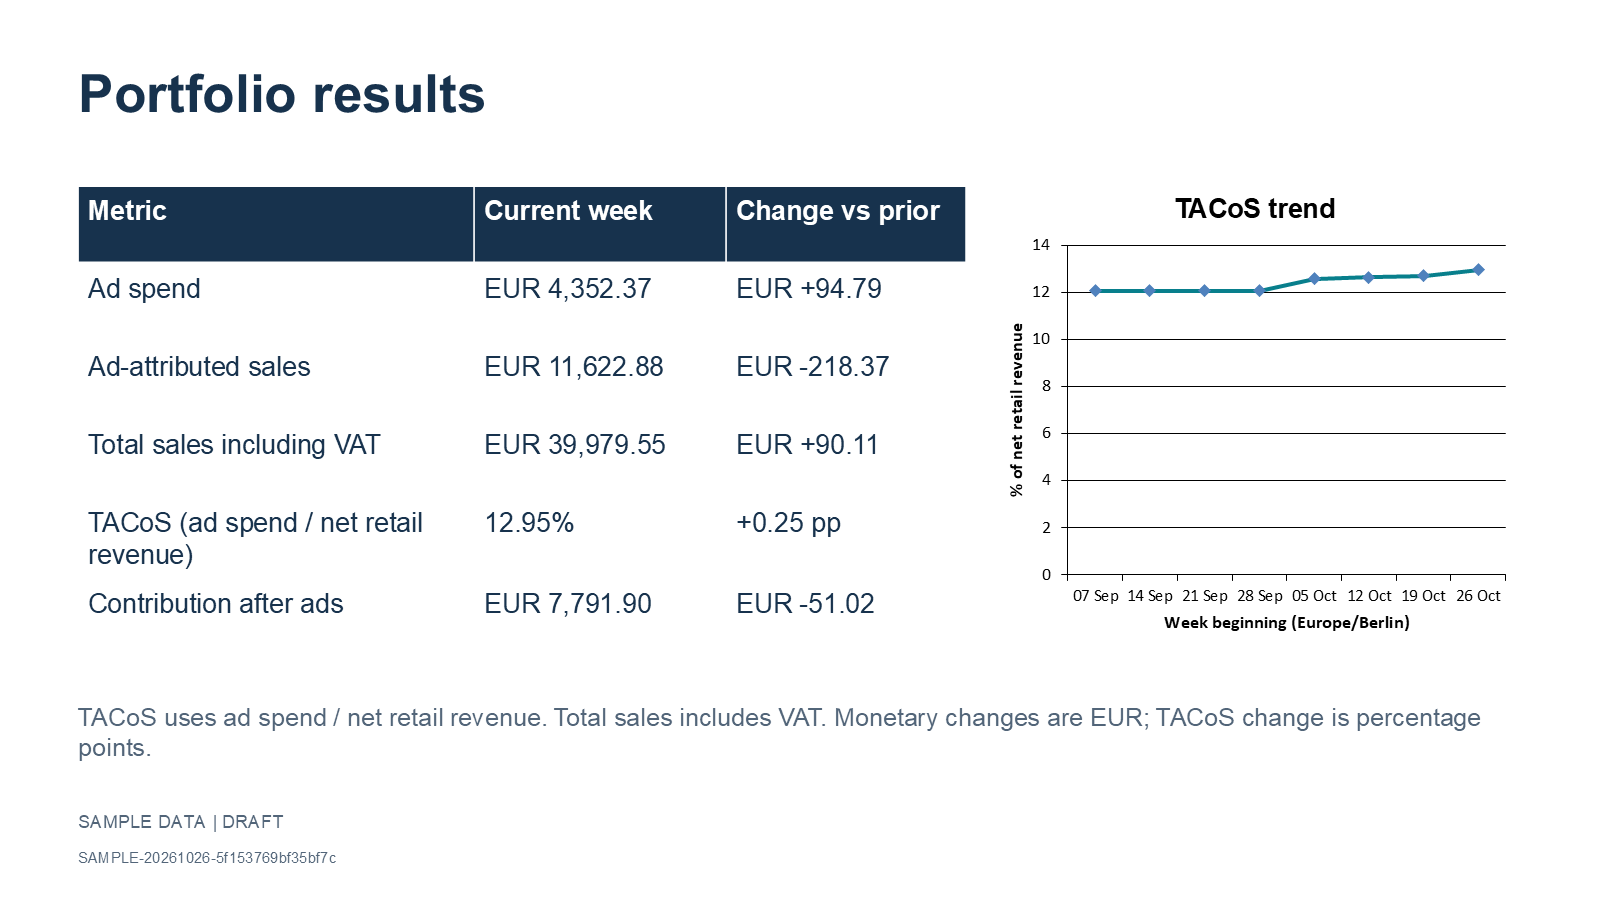 Portfolio results
Metric Current week Change vs prior
Ad spend EUR 4,352.37 EUR +94.79
Ad-attributed sales EUR 11,622.88 EUR -218.37
Total sales including VAT EUR 39,979.55 EUR +90.11
TACoS (ad spend / net retail 12.95% +0.25 pp
revenue)
Contribution after ads EUR 7,791.90 EUR -51.02
TACoS trend
% of net retail revenue
14
12
10
8
6
4
2
0
07 Sep 14 Sep 21 Sep 28 Sep 05 Oct 12 Oct 19 Oct 26 Oct
Week beginning (Europe/Berlin)
TACoS uses ad spend / net retail revenue. Total sales includes VAT. Monetary changes are EUR; TACoS change is percentage
points.
SAMPLE DATA | DRAFT
SAMPLE-20261026-5f153769bf35bf7c